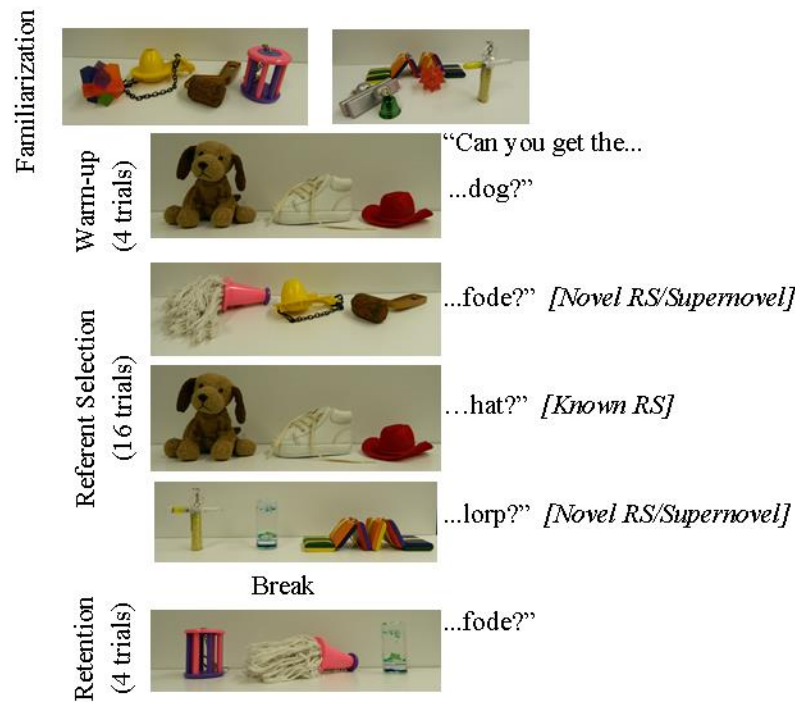 Familiarization
“Can you get the...
Warm-up
(4 trials)
...dog?”
Referent Selection
(16 trials)
...fode?” [Novel RS/Supernovel]
...hat?” [Known RS]
...lorp?” [Novel RS/Supernovel]
Break
Retention
(4 trials)
...fode?”